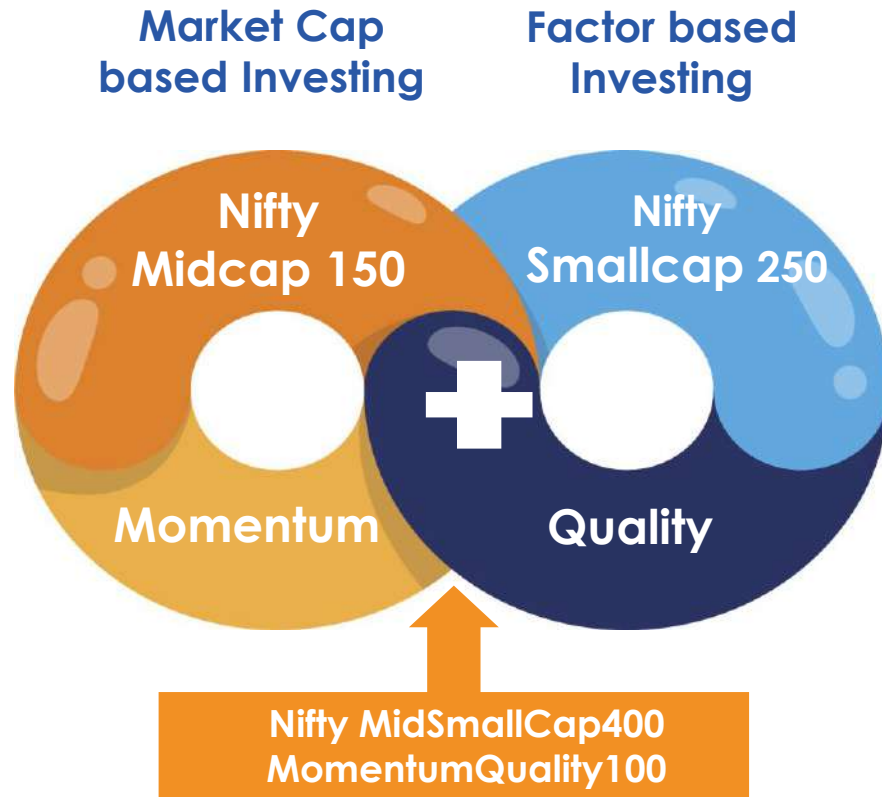 Market Cap
based Investing
Factor based
Investing
Nifty
Midcap 150
Nifty
Smallcap 250
Momentum
Quality
Nifty MidSmallCap400
MomentumQuality100